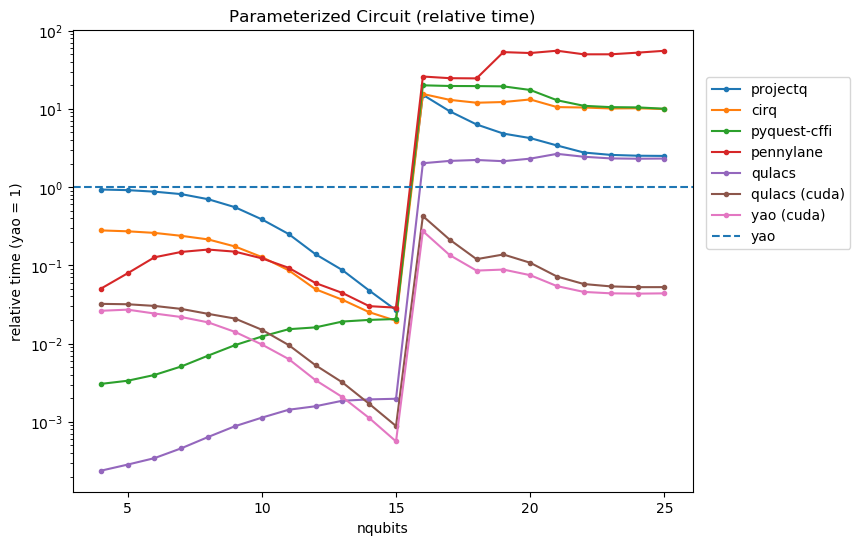 Parameterized Circuit (relative time)
relative time (yao = 1)
10²
10¹
10⁰
10⁻¹
10⁻²
10⁻³
5
10
15
20
25
nqubits
projectq
cirq
pyquest-cffi
pennylane
qulacs
qulacs (cuda)
yao (cuda)
yao